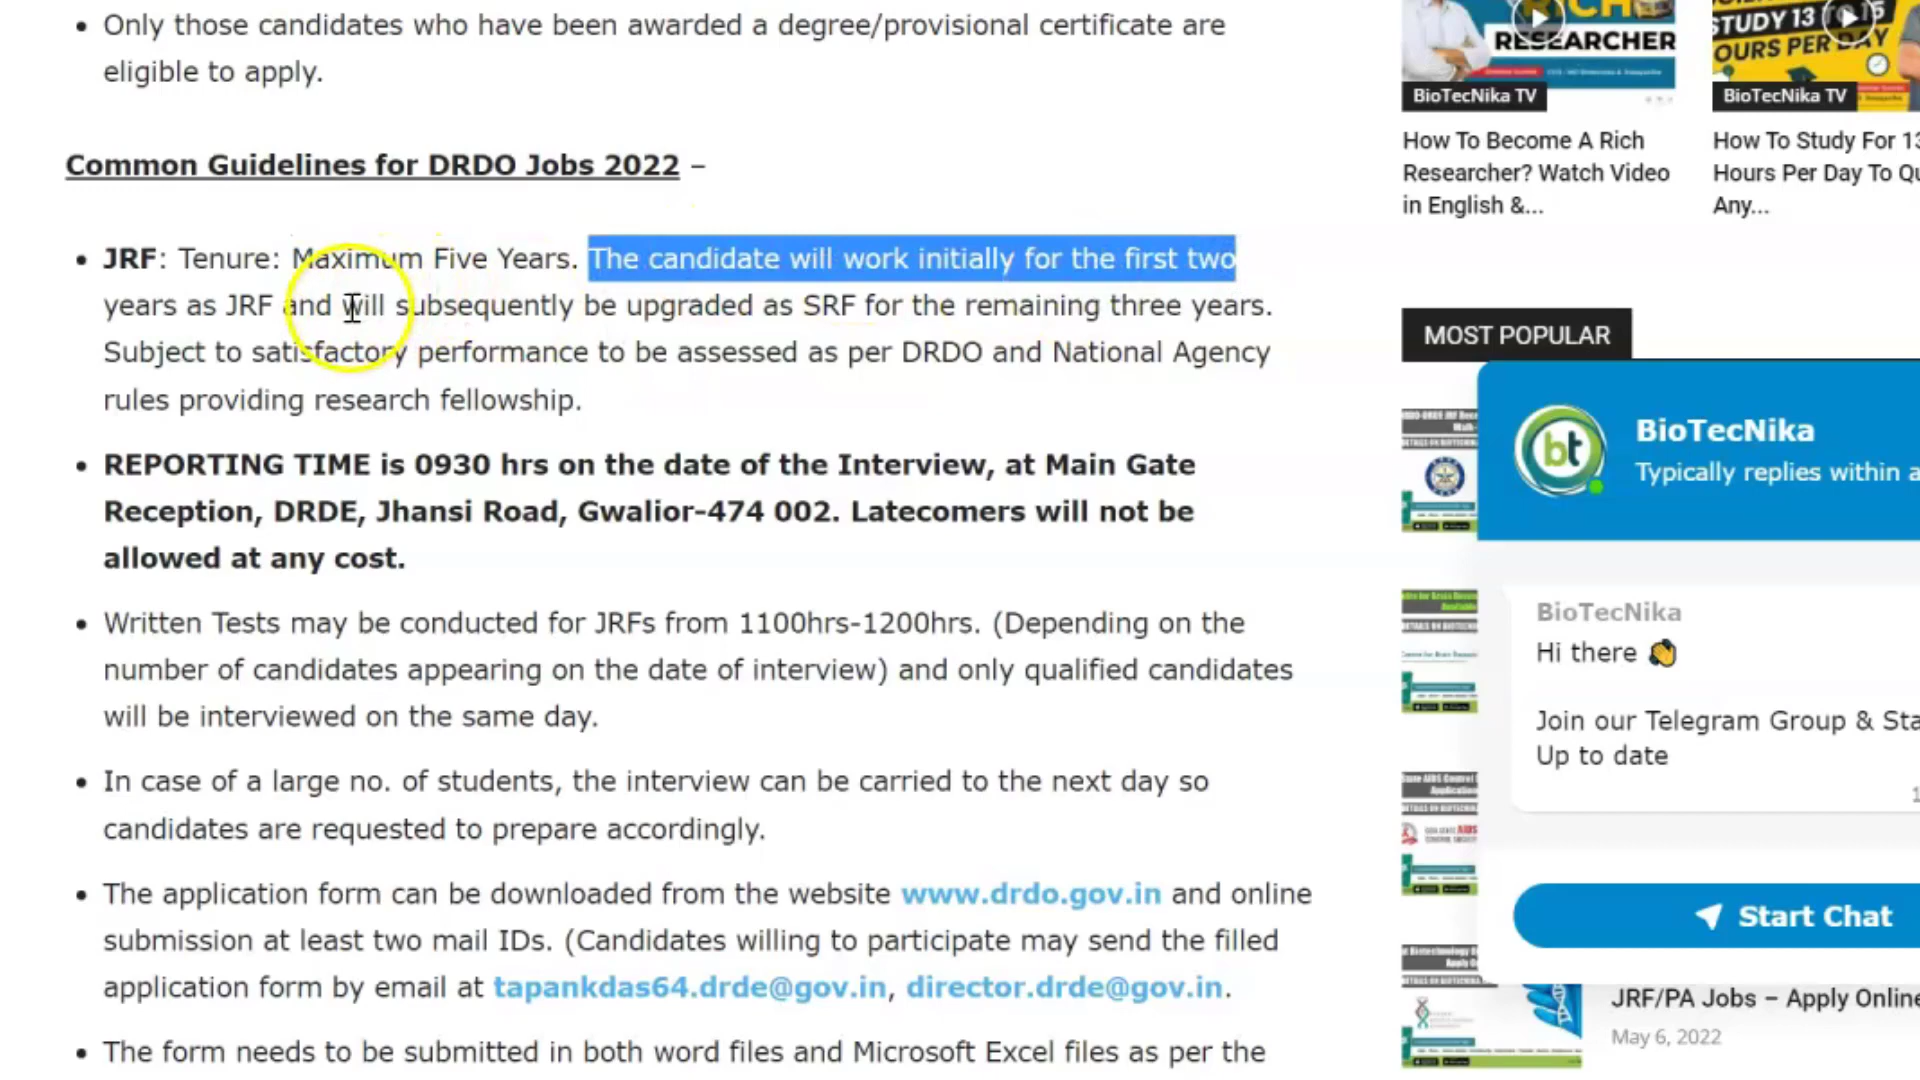 • Only those candidates who have been awarded a degree/provisional certificate are
eligible to apply.
Common Guidelines for DRDO Jobs 2022 –
• JRF: Tenure: Maximum Five Years. The candidate will work initially for the first two
years as JRF and will subsequently be upgraded as SRF for the remaining three years.
Subject to satisfactory performance to be assessed as per DRDO and National Agency
rules providing research fellowship.
• REPORTING TIME is 0930 hrs on the date of the Interview, at Main Gate
Reception, DRDE, Jhansi Road, Gwalior-474 002. Latecomers will not be
allowed at any cost.
• Written Tests may be conducted for JRFs from 1100hrs-1200hrs. (Depending on the
number of candidates appearing on the date of interview) and only qualified candidates
will be interviewed on the same day.
• In case of a large no. of students, the interview can be carried to the next day so
candidates are requested to prepare accordingly.
• The application form can be downloaded from the website www.drdo.gov.in and online
submission at least two mail IDs. (Candidates willing to participate may send the filled
application form by email at tapankdas64.drde@gov.in, director.drde@gov.in.
• The form needs to be submitted in both word files and Microsoft Excel files as per the
RICH
RESEARCHER
BioTecNika TV
How To Become A Rich
Researcher? Watch Video
in English &...
STUDY 13 TO 15
OURS PER DAY
BioTecNika TV
How To Study For 13
Hours Per Day To Qu
Any...
MOST POPULAR
bt
BioTecNika
Typically replies within a
BioTecNika
Hi there
Join our Telegram Group & Sta
Up to date
Start Chat
JRF/PA Jobs – Apply Online
May 6, 2022